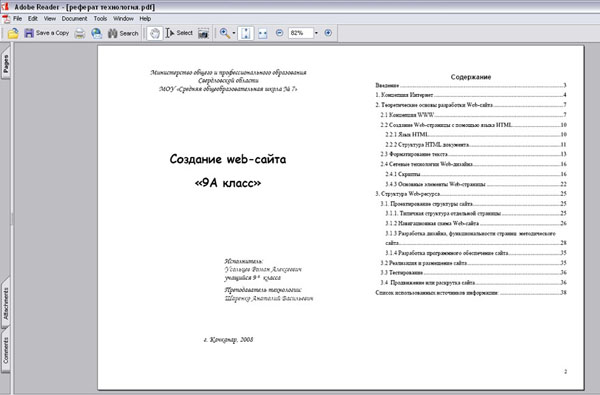 Adobe Reader - [реферат технология.pdf]
File Edit View Document Tools Window Help
Save a Copy Search Select 82%
Pages
Attachments
Comments
Министерство общего и профессионального образования
Свердловской области
МОУ «Средняя общеобразовательная школа № 7»
Создание web-сайта
«9А класс»
Исполнитель:
Усольцев Роман Алексеевич
учащийся 9ª класса
Преподаватель технологии:
Шаренко Анатолий Васильевич
г. Качканар, 2008
Содержание
Введение ... 3
1. Концепция Интернет ... 4
2. Теоретические основы разработки Web-сайта ... 7
2.1 Концепция WWW ... 7
2.2 Создание Web-страницы с помощью языка HTML ... 10
2.2.1 Язык HTML ... 10
2.2.2 Структура HTML документа ... 11
2.3 Форматирование текста ... 13
2.4 Сетевые технологии Web-дизайна ... 16
2.4.1 Скрипты ... 16
5.4.3 Основные элементы Web-страницы ... 22
3. Структура Web-ресурса ... 25
3.1. Проектирование структуры сайта ... 25
3.1.1. Типичная структура отдельной страницы ... 25
3.1.2 Навигационная схема Web-сайта ... 26
3.1.3 Разработка дизайна, функциональности страниц методического
сайта ... 28
3.1.4 Разработка программного обеспечение сайта ... 35
3.2 Реализация и размещение сайта ... 35
3.3 Тестирование ... 36
3.4 Продвижение или раскрутка сайта ... 36
Список использованных источников информации ... 38
2